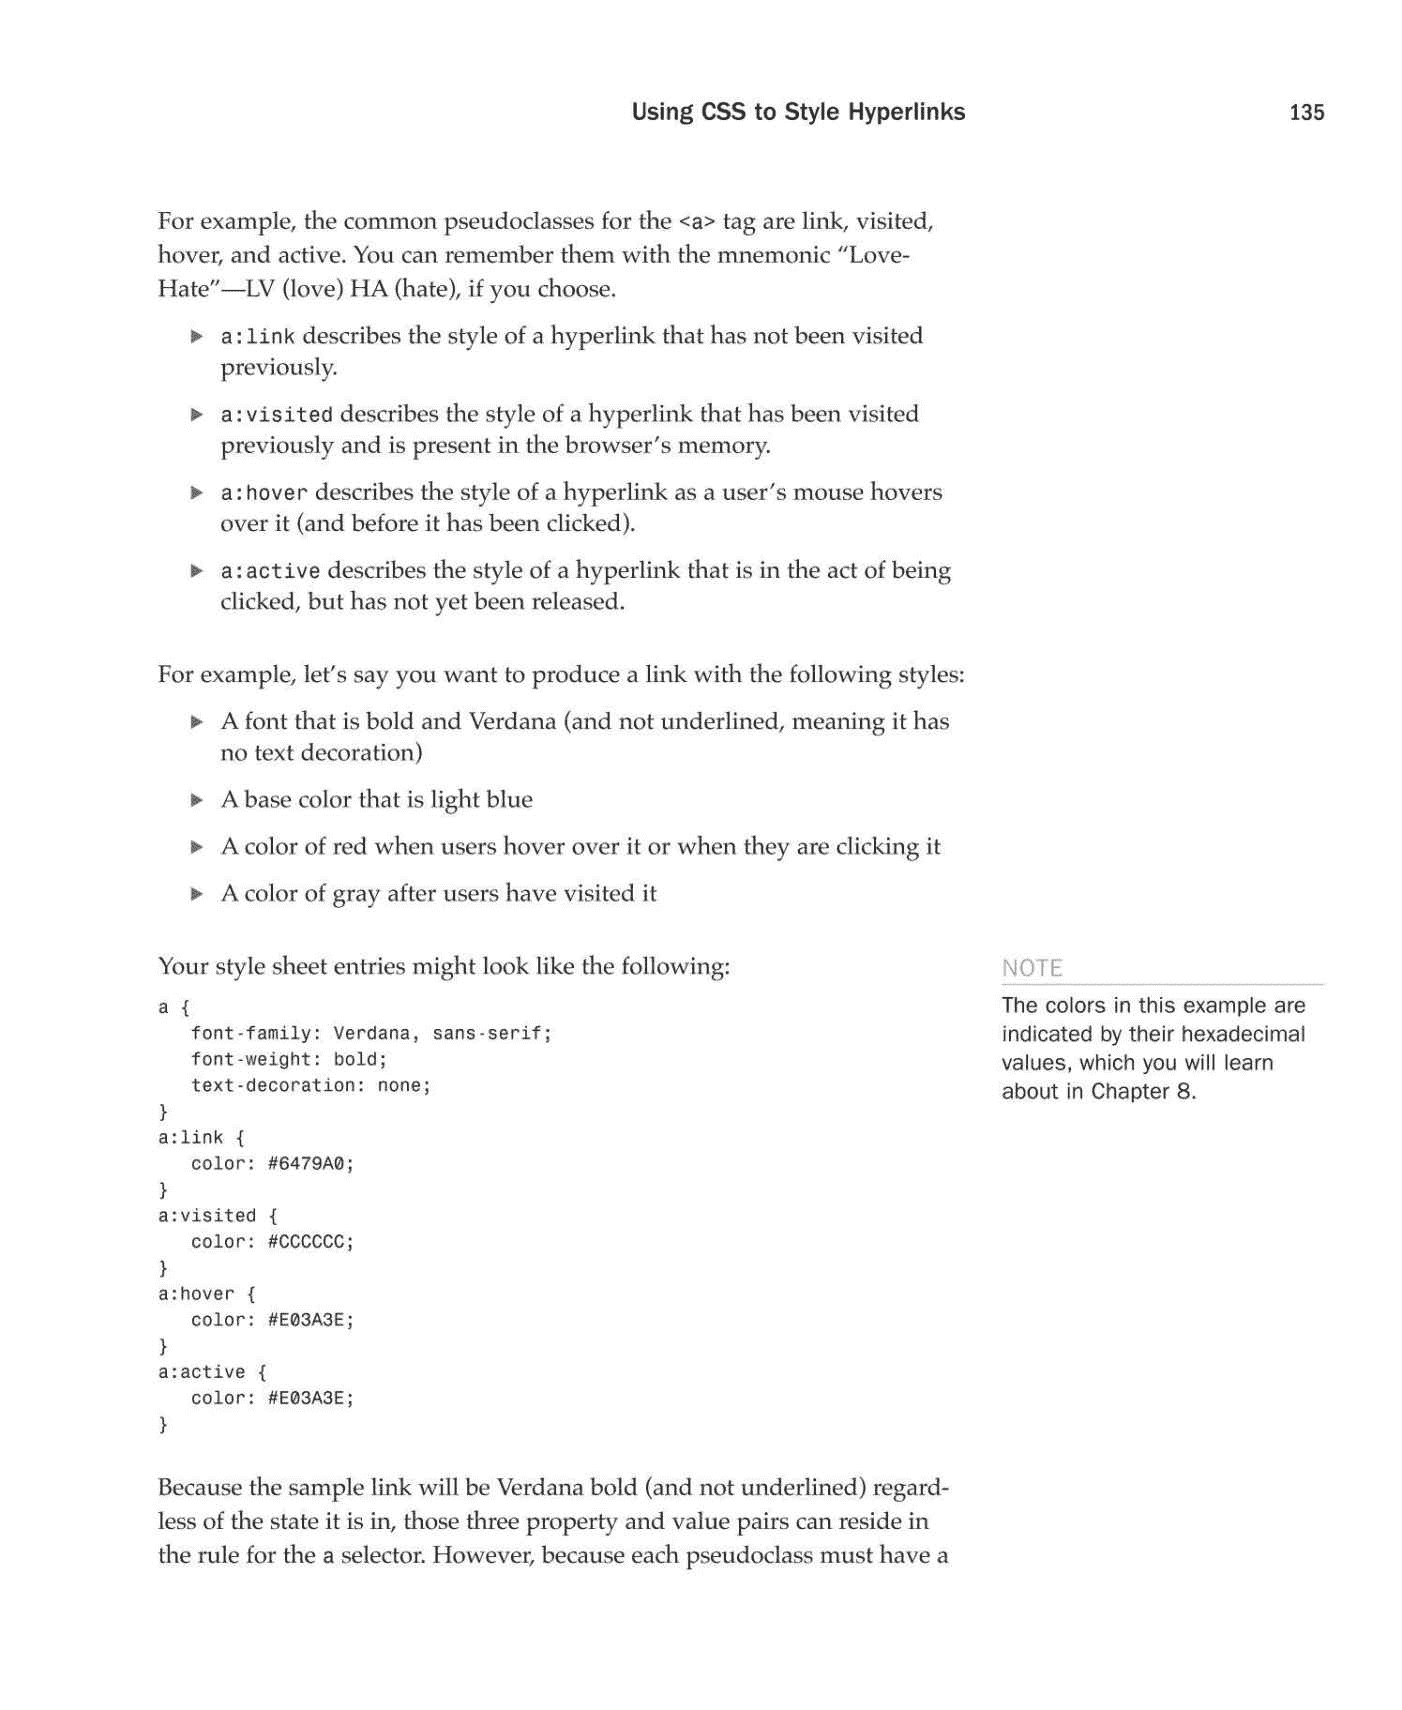 Using CSS to Style Hyperlinks 135
For example, the common pseudoclasses for the <a> tag are link, visited,
hover, and active. You can remember them with the mnemonic “Love-
Hate”—LV (love) HA (hate), if you choose.
a:link describes the style of a hyperlink that has not been visited
previously.
a:visited describes the style of a hyperlink that has been visited
previously and is present in the browser’s memory.
a:hover describes the style of a hyperlink as a user’s mouse hovers
over it (and before it has been clicked).
a:active describes the style of a hyperlink that is in the act of being
clicked, but has not yet been released.
For example, let’s say you want to produce a link with the following styles:
A font that is bold and Verdana (and not underlined, meaning it has
no text decoration)
A base color that is light blue
A color of red when users hover over it or when they are clicking it
A color of gray after users have visited it
Your style sheet entries might look like the following:
a {
font-family: Verdana, sans-serif;
font-weight: bold;
text-decoration: none;
}
a:link {
color: #6479A0;
}
a:visited {
color: #CCCCCC;
}
a:hover {
color: #E03A3E;
}
a:active {
color: #E03A3E;
}
NOTE
The colors in this example are
indicated by their hexadecimal
values, which you will learn
about in Chapter 8.
Because the sample link will be Verdana bold (and not underlined) regard-
less of the state it is in, those three property and value pairs can reside in
the rule for the a selector. However, because each pseudoclass must have a